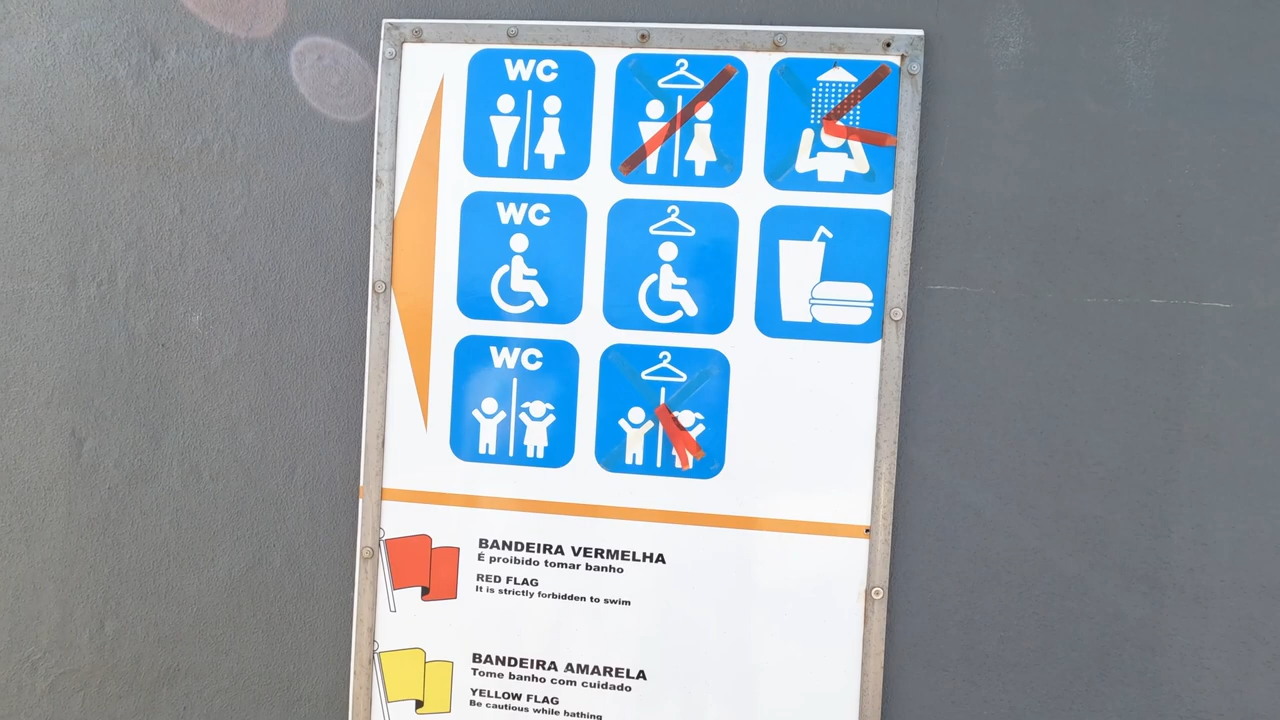 WC
WC
WC
BANDEIRA VERMELHA
É proibido tomar banho
RED FLAG
It is strictly forbidden to swim
BANDEIRA AMARELA
Tome banho com cuidado
YELLOW FLAG
Be cautious while bathing